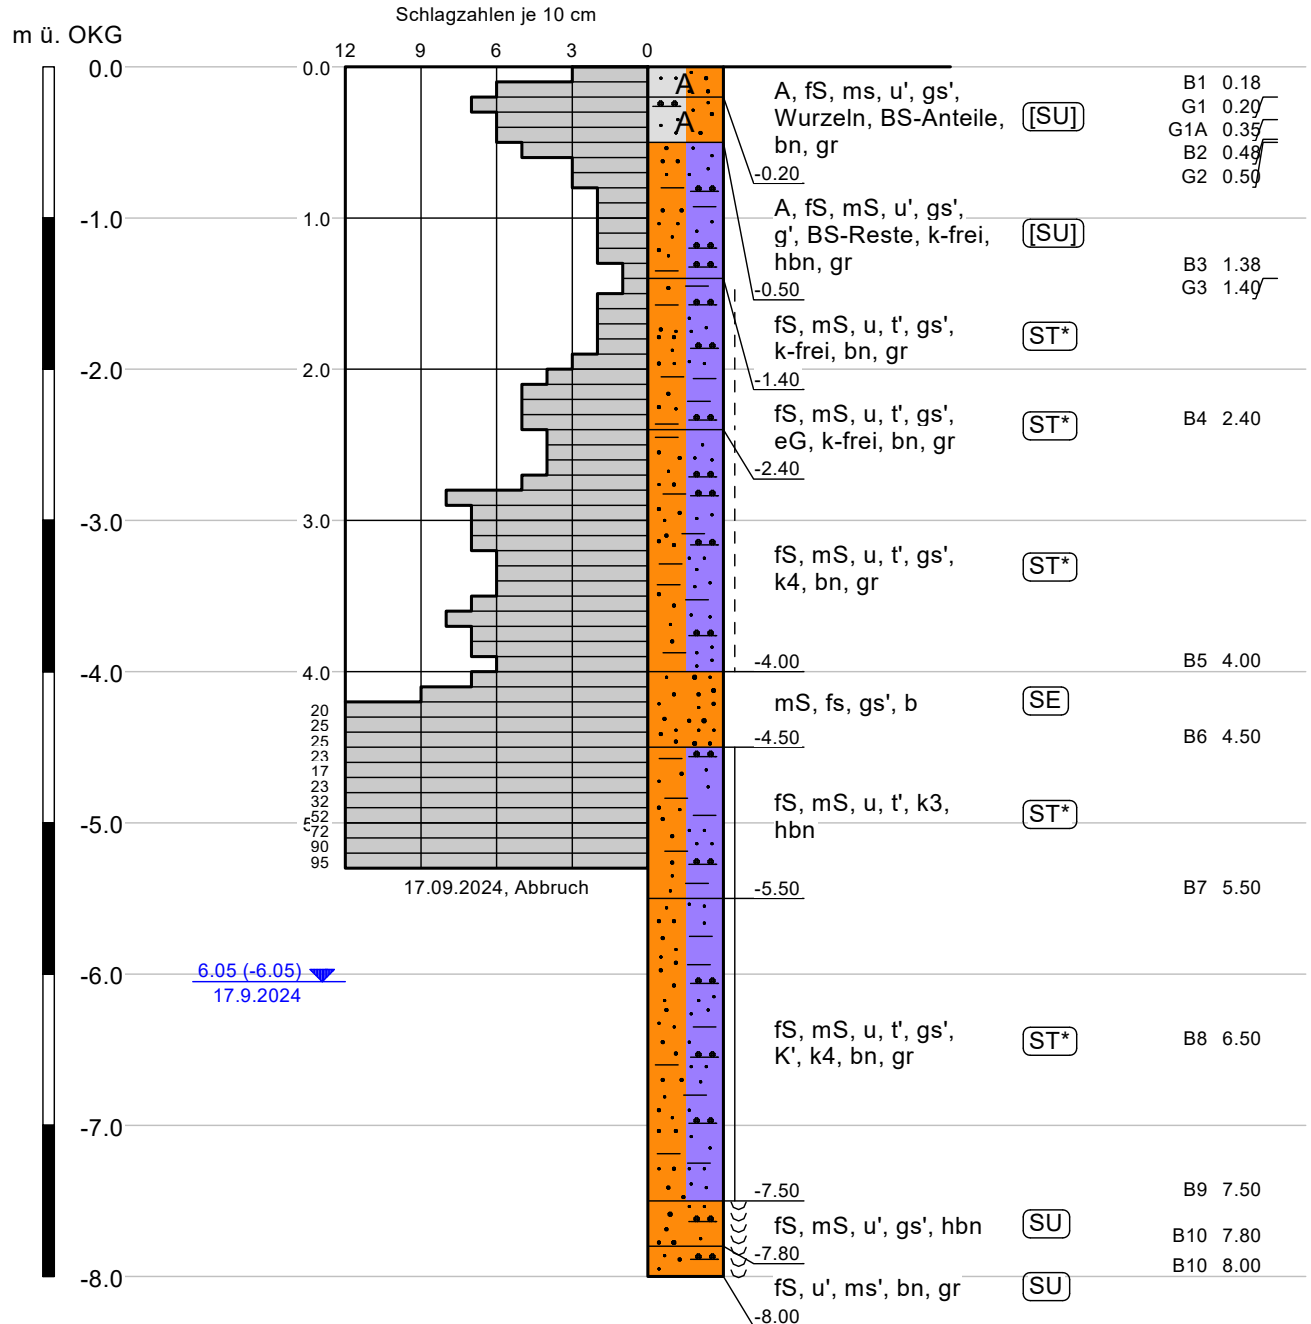 Schlagzahlen je 10 cm
m ü. OKG
12 9 6 3 0
0.0
-1.0
-2.0
-3.0
-4.0
-5.0
-6.0
-7.0
-8.0
0.0
1.0
2.0
3.0
4.0
20
25
25
23
17
23
32
52
72
90
95
17.09.2024, Abbruch
6.05 (-6.05)
17.9.2024
A
A
A, fS, ms, u', gs',
Wurzeln, BS-Anteile,
bn, gr
[SU]
-0.20
A, fS, mS, u', gs',
g', BS-Reste, k-frei,
hbn, gr
[SU]
-0.50
fS, mS, u, t', gs',
k-frei, bn, gr
ST*
-1.40
fS, mS, u, t', gs',
eG, k-frei, bn, gr
ST*
-2.40
fS, mS, u, t', gs',
k4, bn, gr
ST*
-4.00
mS, fs, gs', b
SE
-4.50
fS, mS, u, t', k3,
hbn
ST*
-5.50
fS, mS, u, t', gs',
K', k4, bn, gr
ST*
-7.50
fS, mS, u', gs', hbn
SU
-7.80
fS, u', ms', bn, gr
SU
-8.00
B1 0.18
G1 0.20
G1A 0.35
B2 0.48
G2 0.50
B3 1.38
G3 1.40
B4 2.40
B5 4.00
B6 4.50
B7 5.50
B8 6.50
B9 7.50
B10 7.80
B10 8.00